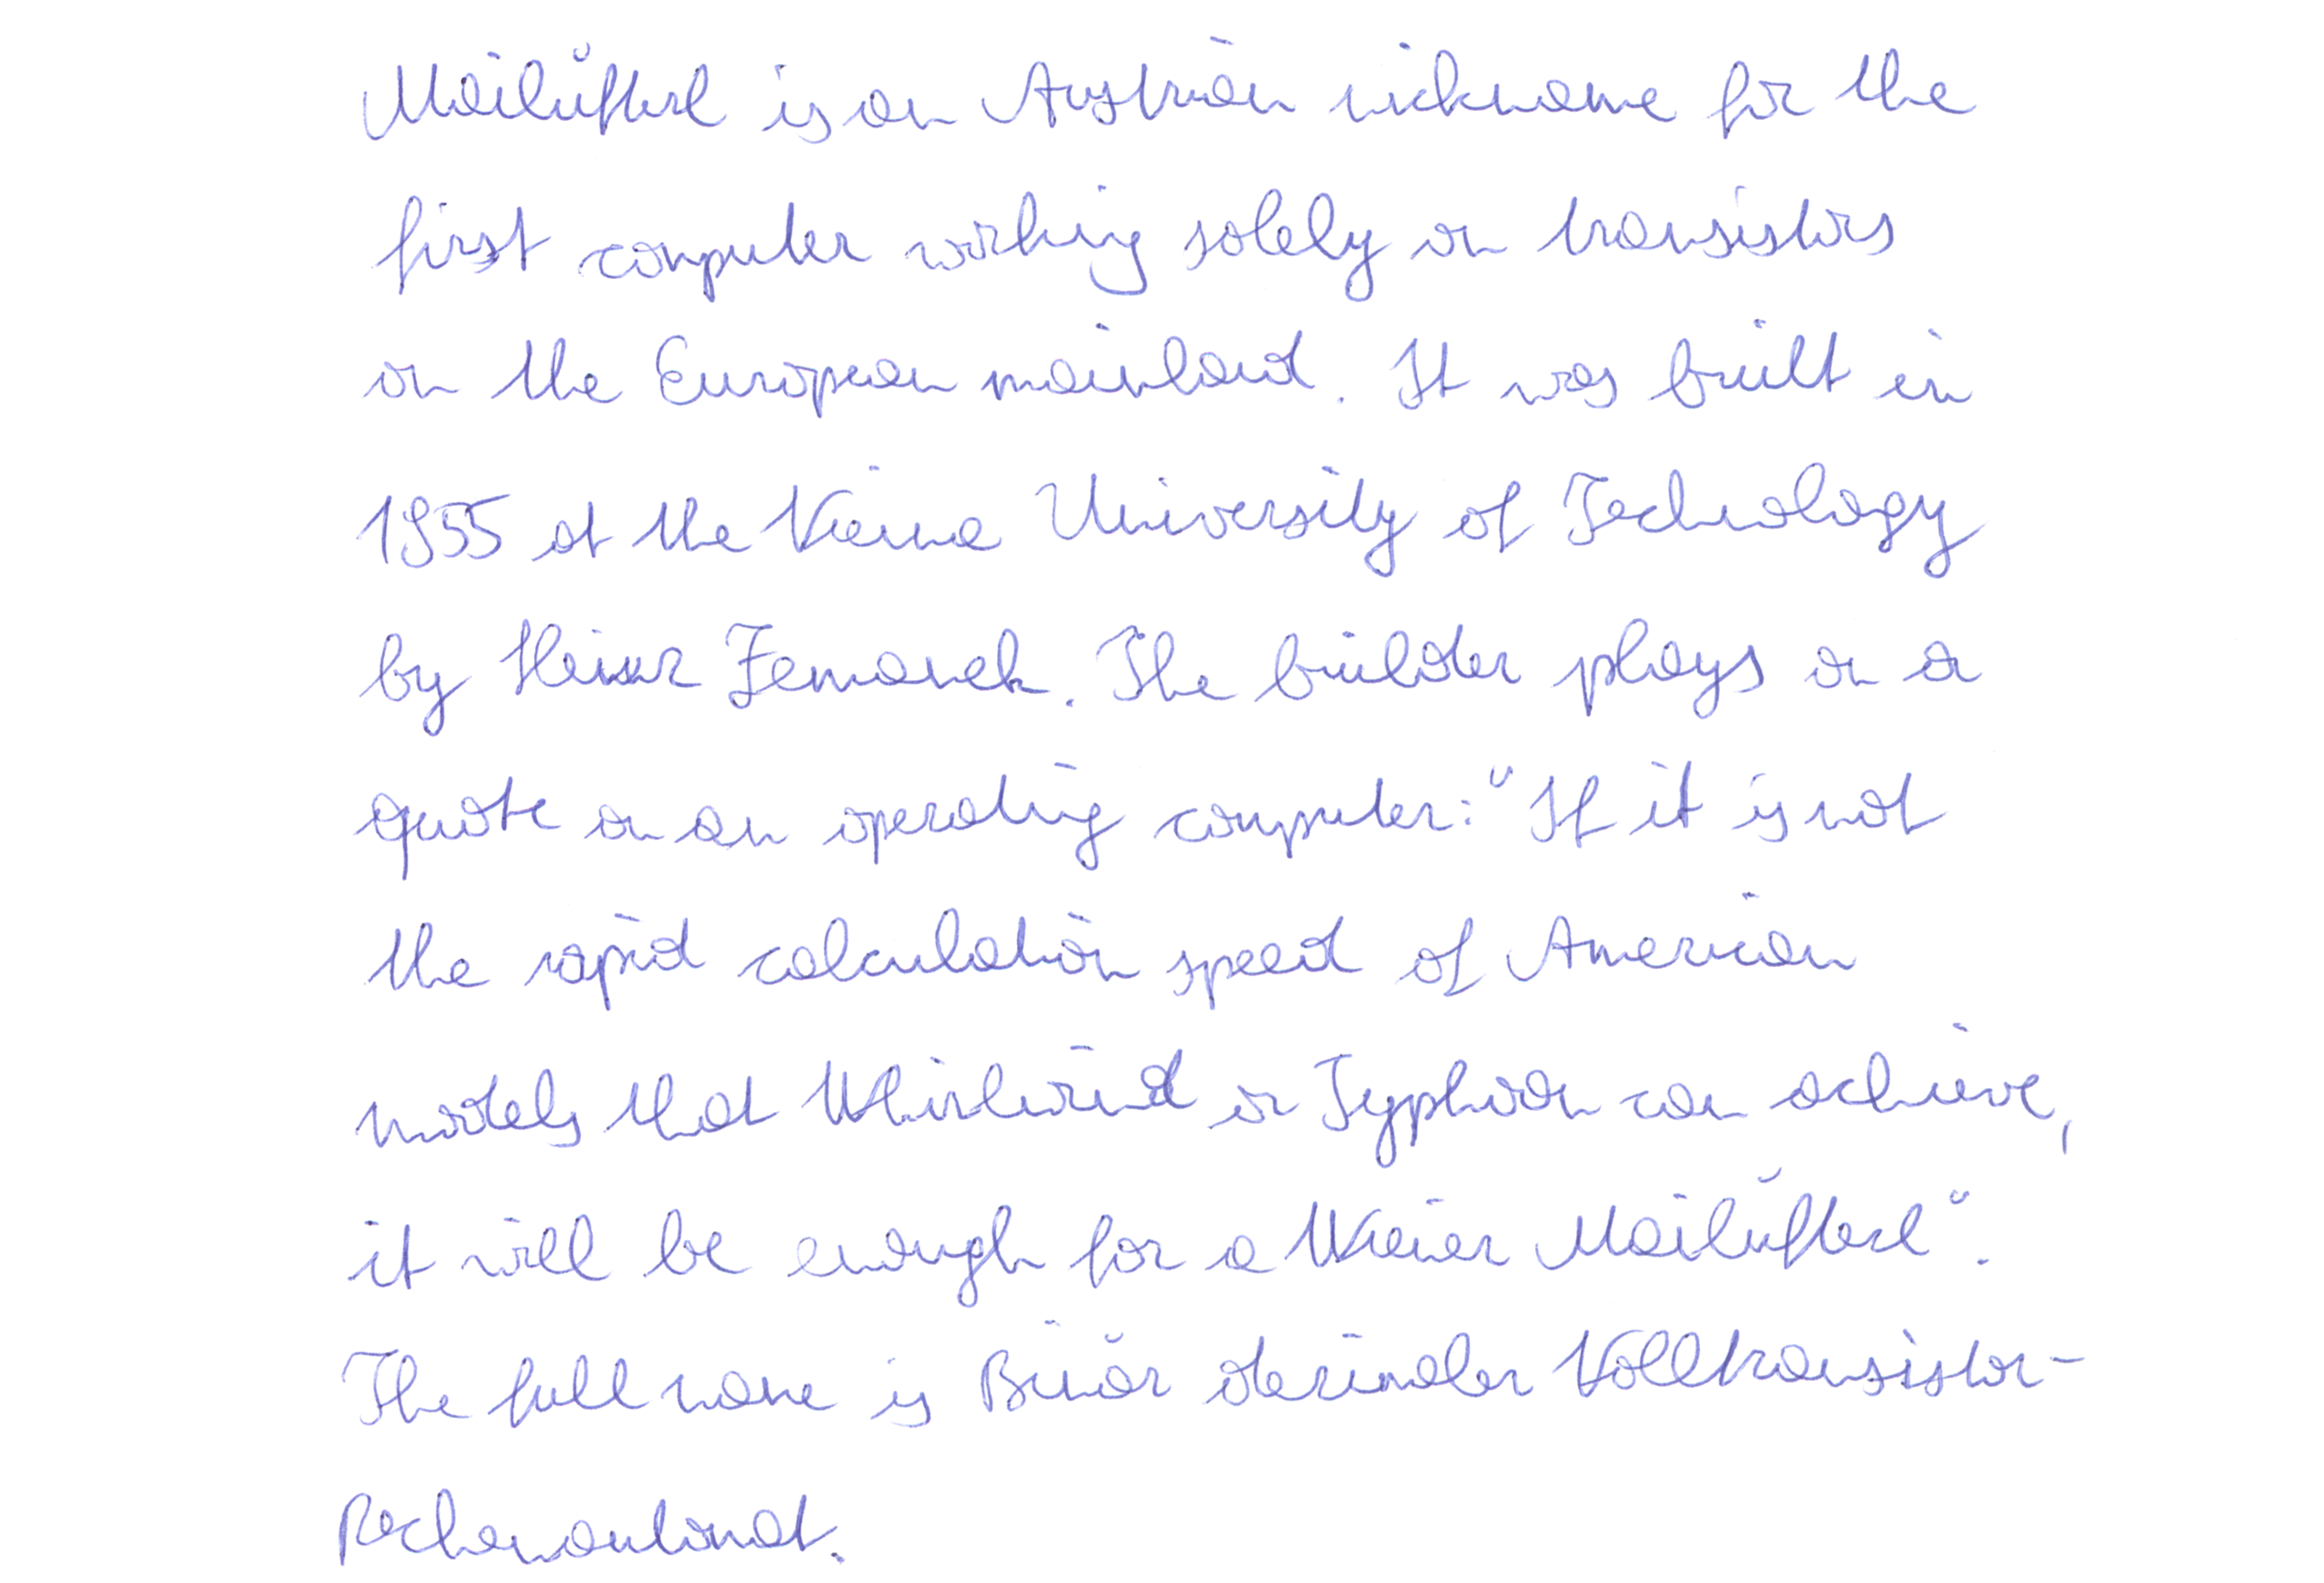 Mailüfterl is an Austrian nickname for the
first computer working solely on transistors
on the European mainland. It was built in
1955 at the Vienna University of Technology
by Heinz Zemanek. The builder plays on a
quote on an operating computer: "If it is not
the rapid calculation speed of American
models that Whirlwind or Typhoon can achieve,
it will be enough for a Wiener Mailüfterl".
The full name is Binär dezimaler Volltransistor-
Rechenautomat.